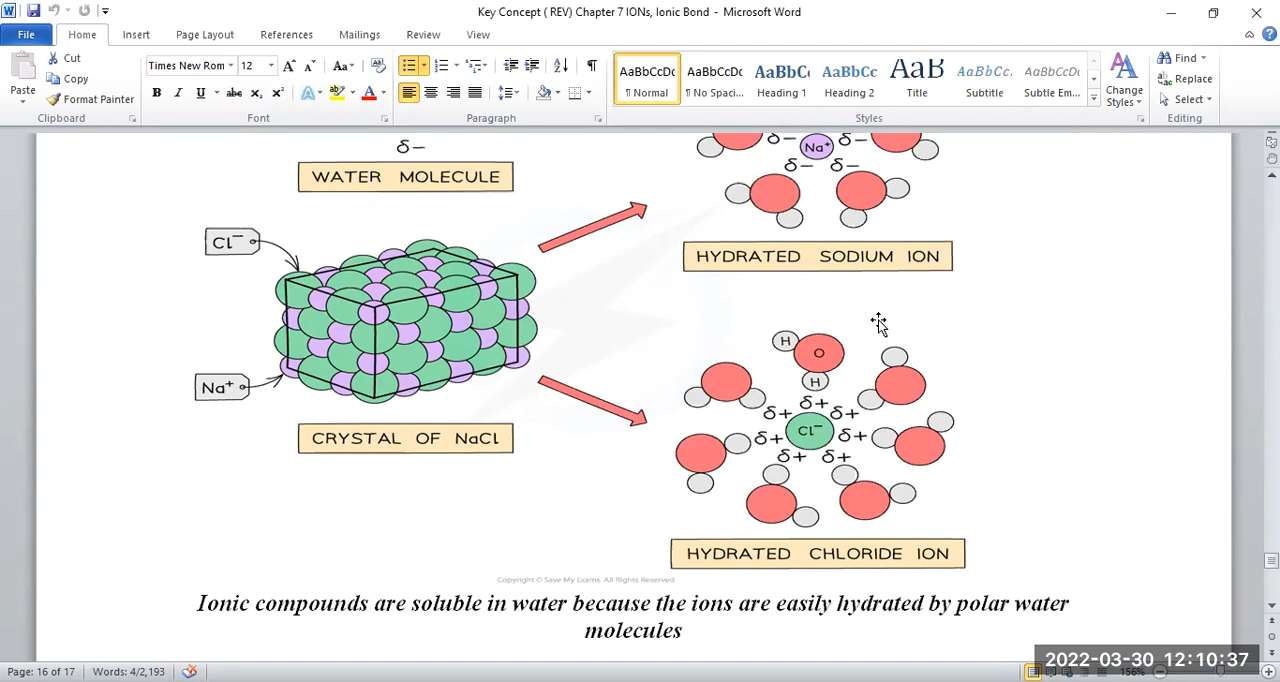 Key Concept ( REV) Chapter 7 IONs, Ionic Bond - Microsoft Word
File Home Insert Page Layout References Mailings Review View
Cut
Copy
Format Painter
Paste
Times New Rom 12 Aa
B I U abc x₂ x² A A
AaBbCcDc AaBbCcDc AaBbCc AaBbCc AaB AaBbCc. AaBbCcDc
¶ Normal ¶ No Spaci... Heading 1 Heading 2 Title Subtitle Subtle Em...
Change Styles
Find
Replace
Select
Clipboard Font Paragraph Styles Editing
δ−
WATER MOLECULE
δ− Na⁺ δ−
δ− δ−
HYDRATED SODIUM ION
Cl⁻
Na⁺
CRYSTAL OF NaCl
H O
H
δ+
δ+ δ+
Cl⁻
δ+ δ+
δ+ δ+
HYDRATED CHLORIDE ION
Copyright © Save My Exams. All Rights Reserved
Ionic compounds are soluble in water because the ions are easily hydrated by polar water
molecules
Page: 16 of 17 Words: 4/2,193 156%
2022-03-30 12:10:37